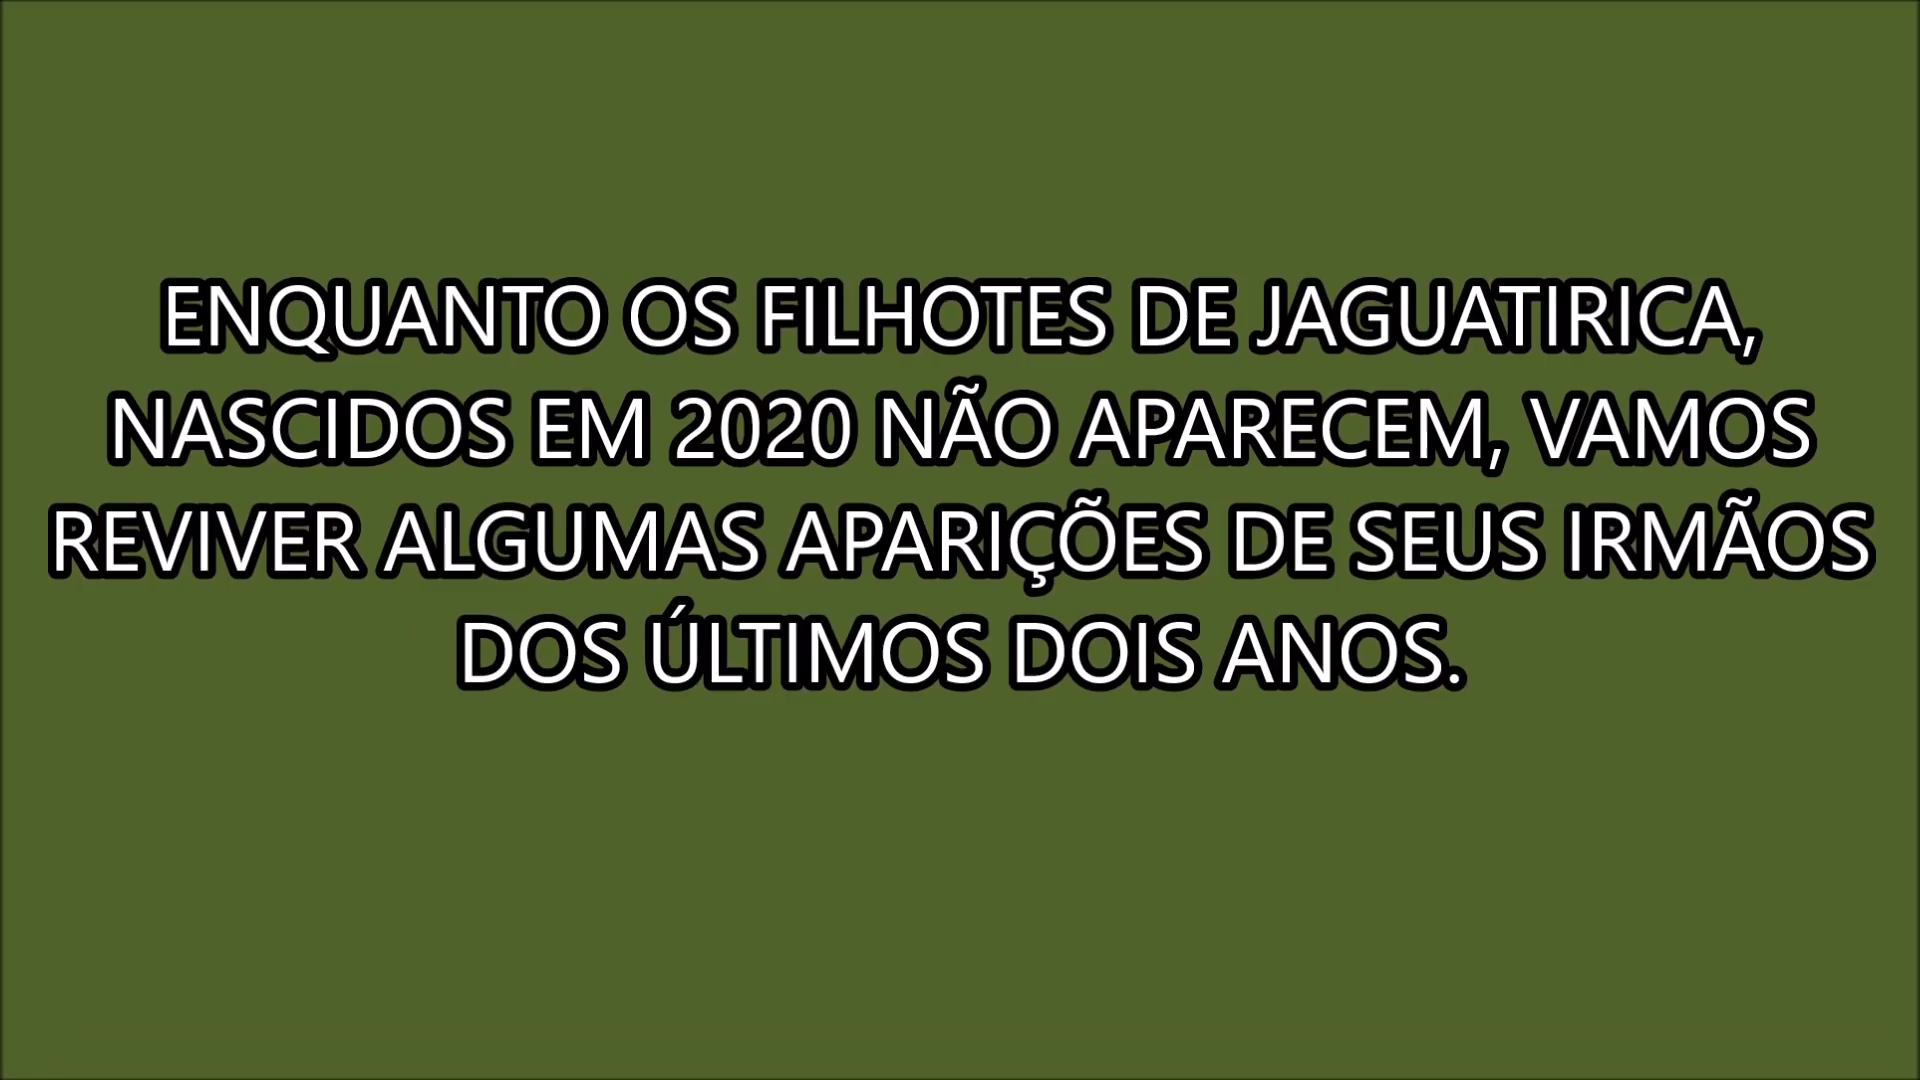 ENQUANTO OS FILHOTES DE JAGUATIRICA,
NASCIDOS EM 2020 NÃO APARECEM, VAMOS
REVIVER ALGUMAS APARIÇÕES DE SEUS IRMÃOS
DOS ÚLTIMOS DOIS ANOS.